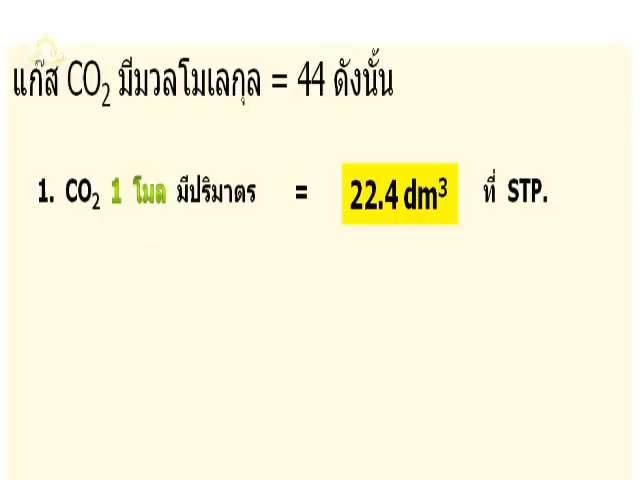 แก๊ส CO₂ มีมวลโมเลกุล = 44 ดังนั้น
1. CO₂ 1 โมล มีปริมาตร = 22.4 dm³ ที่ STP.